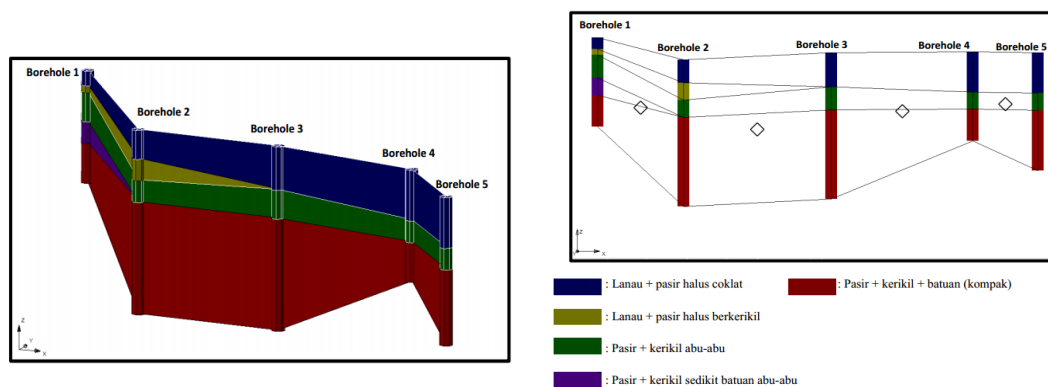 Borehole 1
Borehole 2
Borehole 3
Borehole 4
Borehole 5
Z
Y
X
Borehole 1
Borehole 2
Borehole 3
Borehole 4
Borehole 5
Z
Y
X
: Lanau + pasir halus coklat
: Pasir + kerikil + batuan (kompak)
: Lanau + pasir halus berkerikil
: Pasir + kerikil abu-abu
: Pasir + kerikil sedikit batuan abu-abu